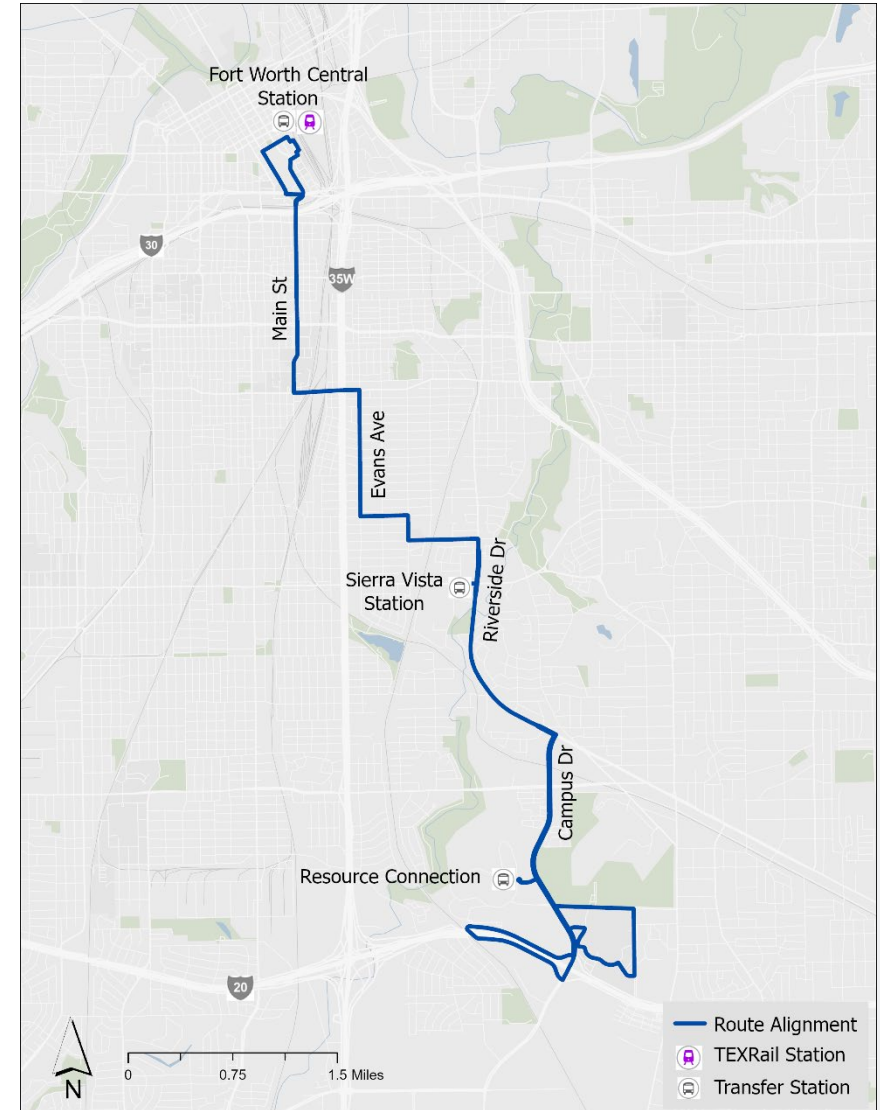 Fort Worth Central
Station
30
35W
Main St
Evans Ave
Sierra Vista
Station
Riverside Dr
Campus Dr
Resource Connection
20
Route Alignment
TEXRail Station
Transfer Station
N
0 0.75 1.5 Miles